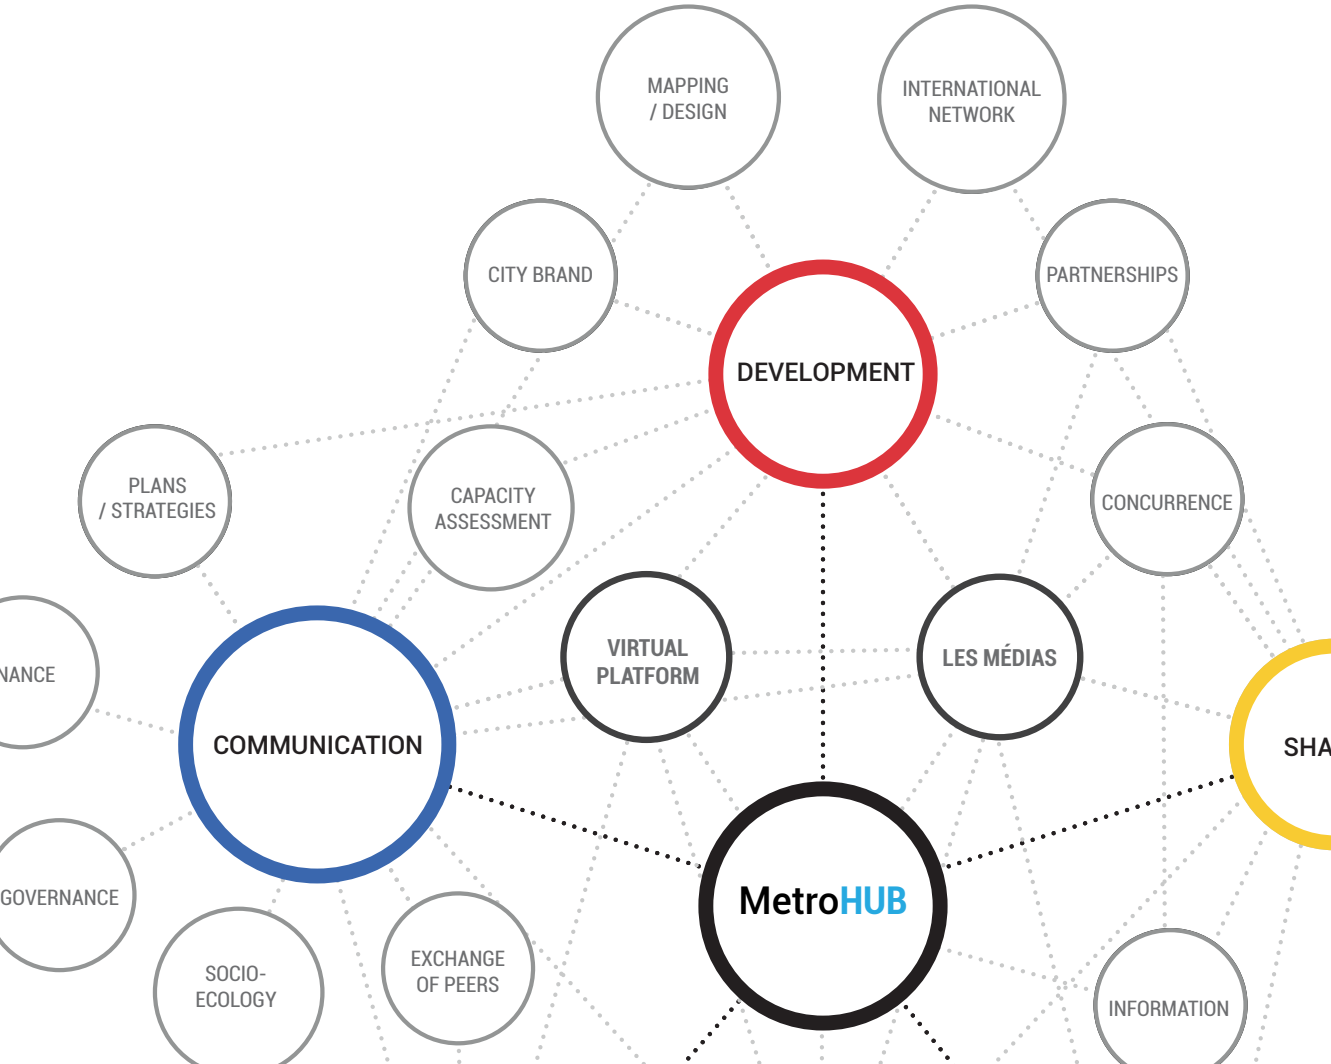 MAPPING
/ DESIGN
INTERNATIONAL
NETWORK
CITY BRAND
PARTNERSHIPS
DEVELOPMENT
PLANS
/ STRATEGIES
CAPACITY
ASSESSMENT
CONCURRENCE
VIRTUAL
PLATFORM
LES MÉDIAS
NANCE
COMMUNICATION
SHA
GOVERNANCE
MetroHUB
EXCHANGE
OF PEERS
SOCIO-
ECOLOGY
INFORMATION